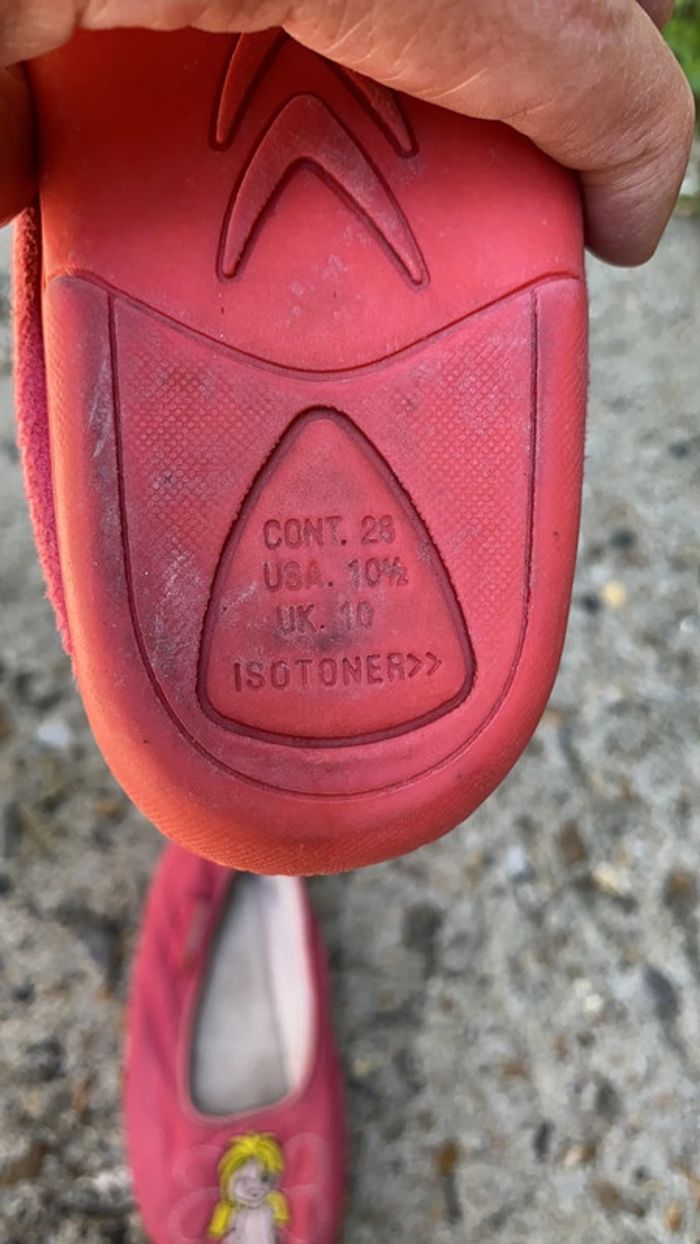 CONT. 28
USA. 10½
UK. 10
ISOTONER>>